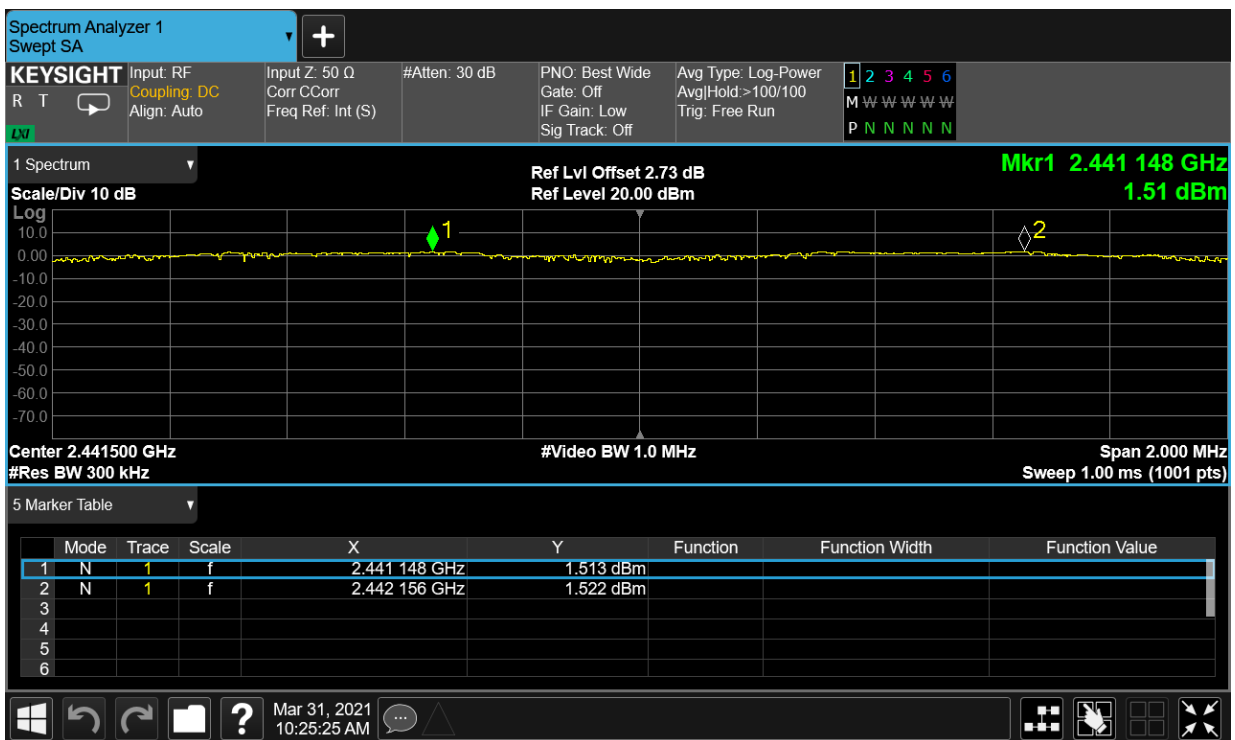 Spectrum Analyzer 1
Swept SA
KEYSIGHT
R T
LXI
Input: RF
Coupling: DC
Align: Auto
Input Z: 50 Ω
Corr CCorr
Freq Ref: Int (S)
#Atten: 30 dB
PNO: Best Wide
Gate: Off
IF Gain: Low
Sig Track: Off
Avg Type: Log-Power
Avg|Hold:>100/100
Trig: Free Run
1 2 3 4 5 6
M W W W W W
P N N N N N
1 Spectrum
Scale/Div 10 dB
Ref Lvl Offset 2.73 dB
Ref Level 20.00 dBm
Mkr1 2.441 148 GHz
1.51 dBm
Log
10.0
0.00
-10.0
-20.0
-30.0
-40.0
-50.0
-60.0
-70.0
1
2
Center 2.441500 GHz
#Res BW 300 kHz
#Video BW 1.0 MHz
Span 2.000 MHz
Sweep 1.00 ms (1001 pts)
5 Marker Table
Mode Trace Scale X Y Function Function Width Function Value
1 N 1 f 2.441 148 GHz 1.513 dBm
2 N 1 f 2.442 156 GHz 1.522 dBm
3
4
5
6
?
Mar 31, 2021
10:25:25 AM